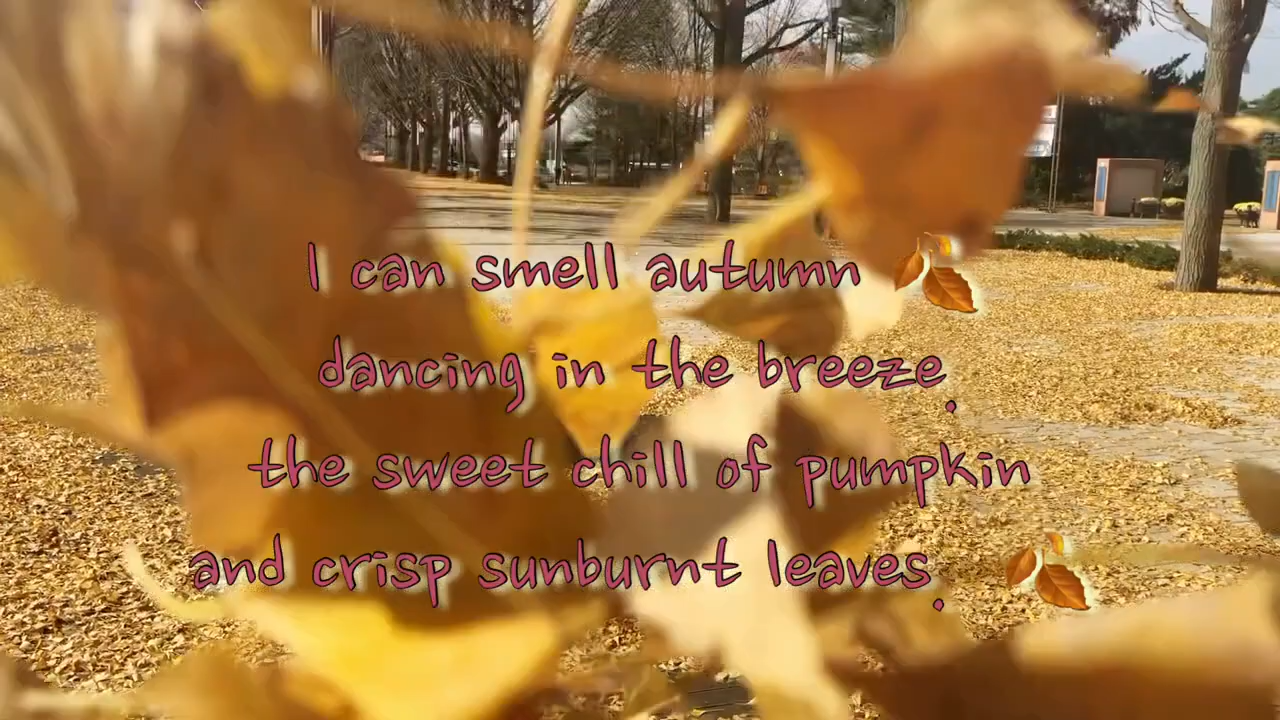 I can smell autumn 🍂
dancing in the breeze.
the sweet chill of pumpkin
and crisp sunburnt leaves. 🍂